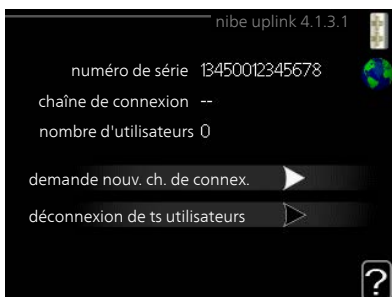 nibe uplink 4.1.3.1
numéro de série 13450012345678
chaîne de connexion --
nombre d'utilisateurs 0
demande nouv. ch. de connex.
déconnexion de ts utilisateurs
?